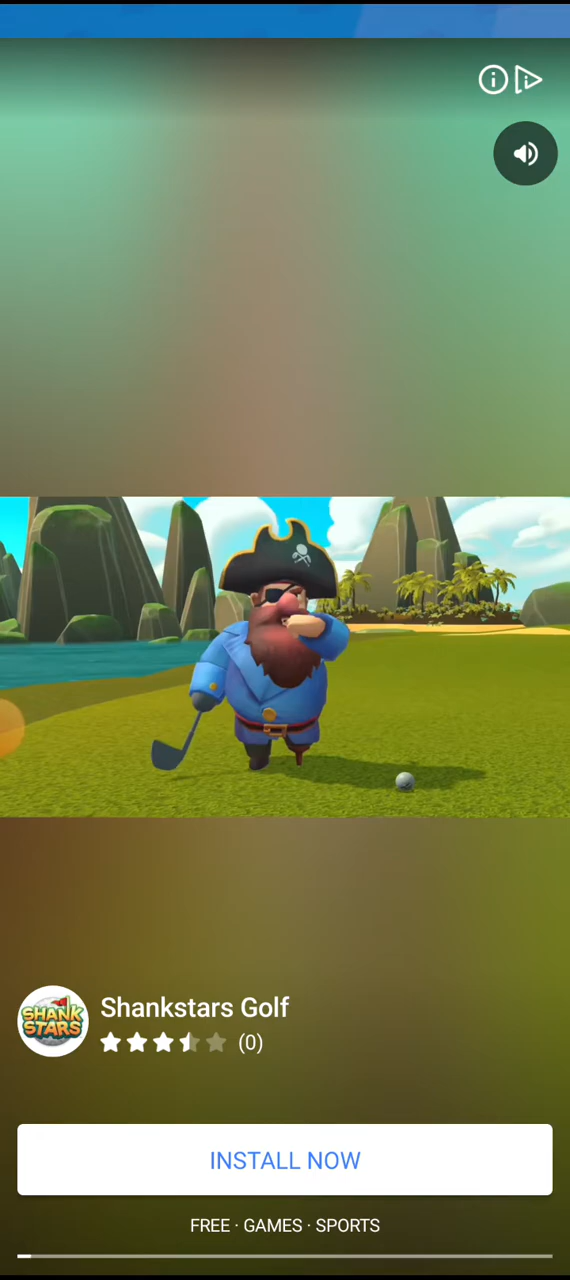 SHANK
STARS
Shankstars Golf
(0)
INSTALL NOW
FREE · GAMES · SPORTS